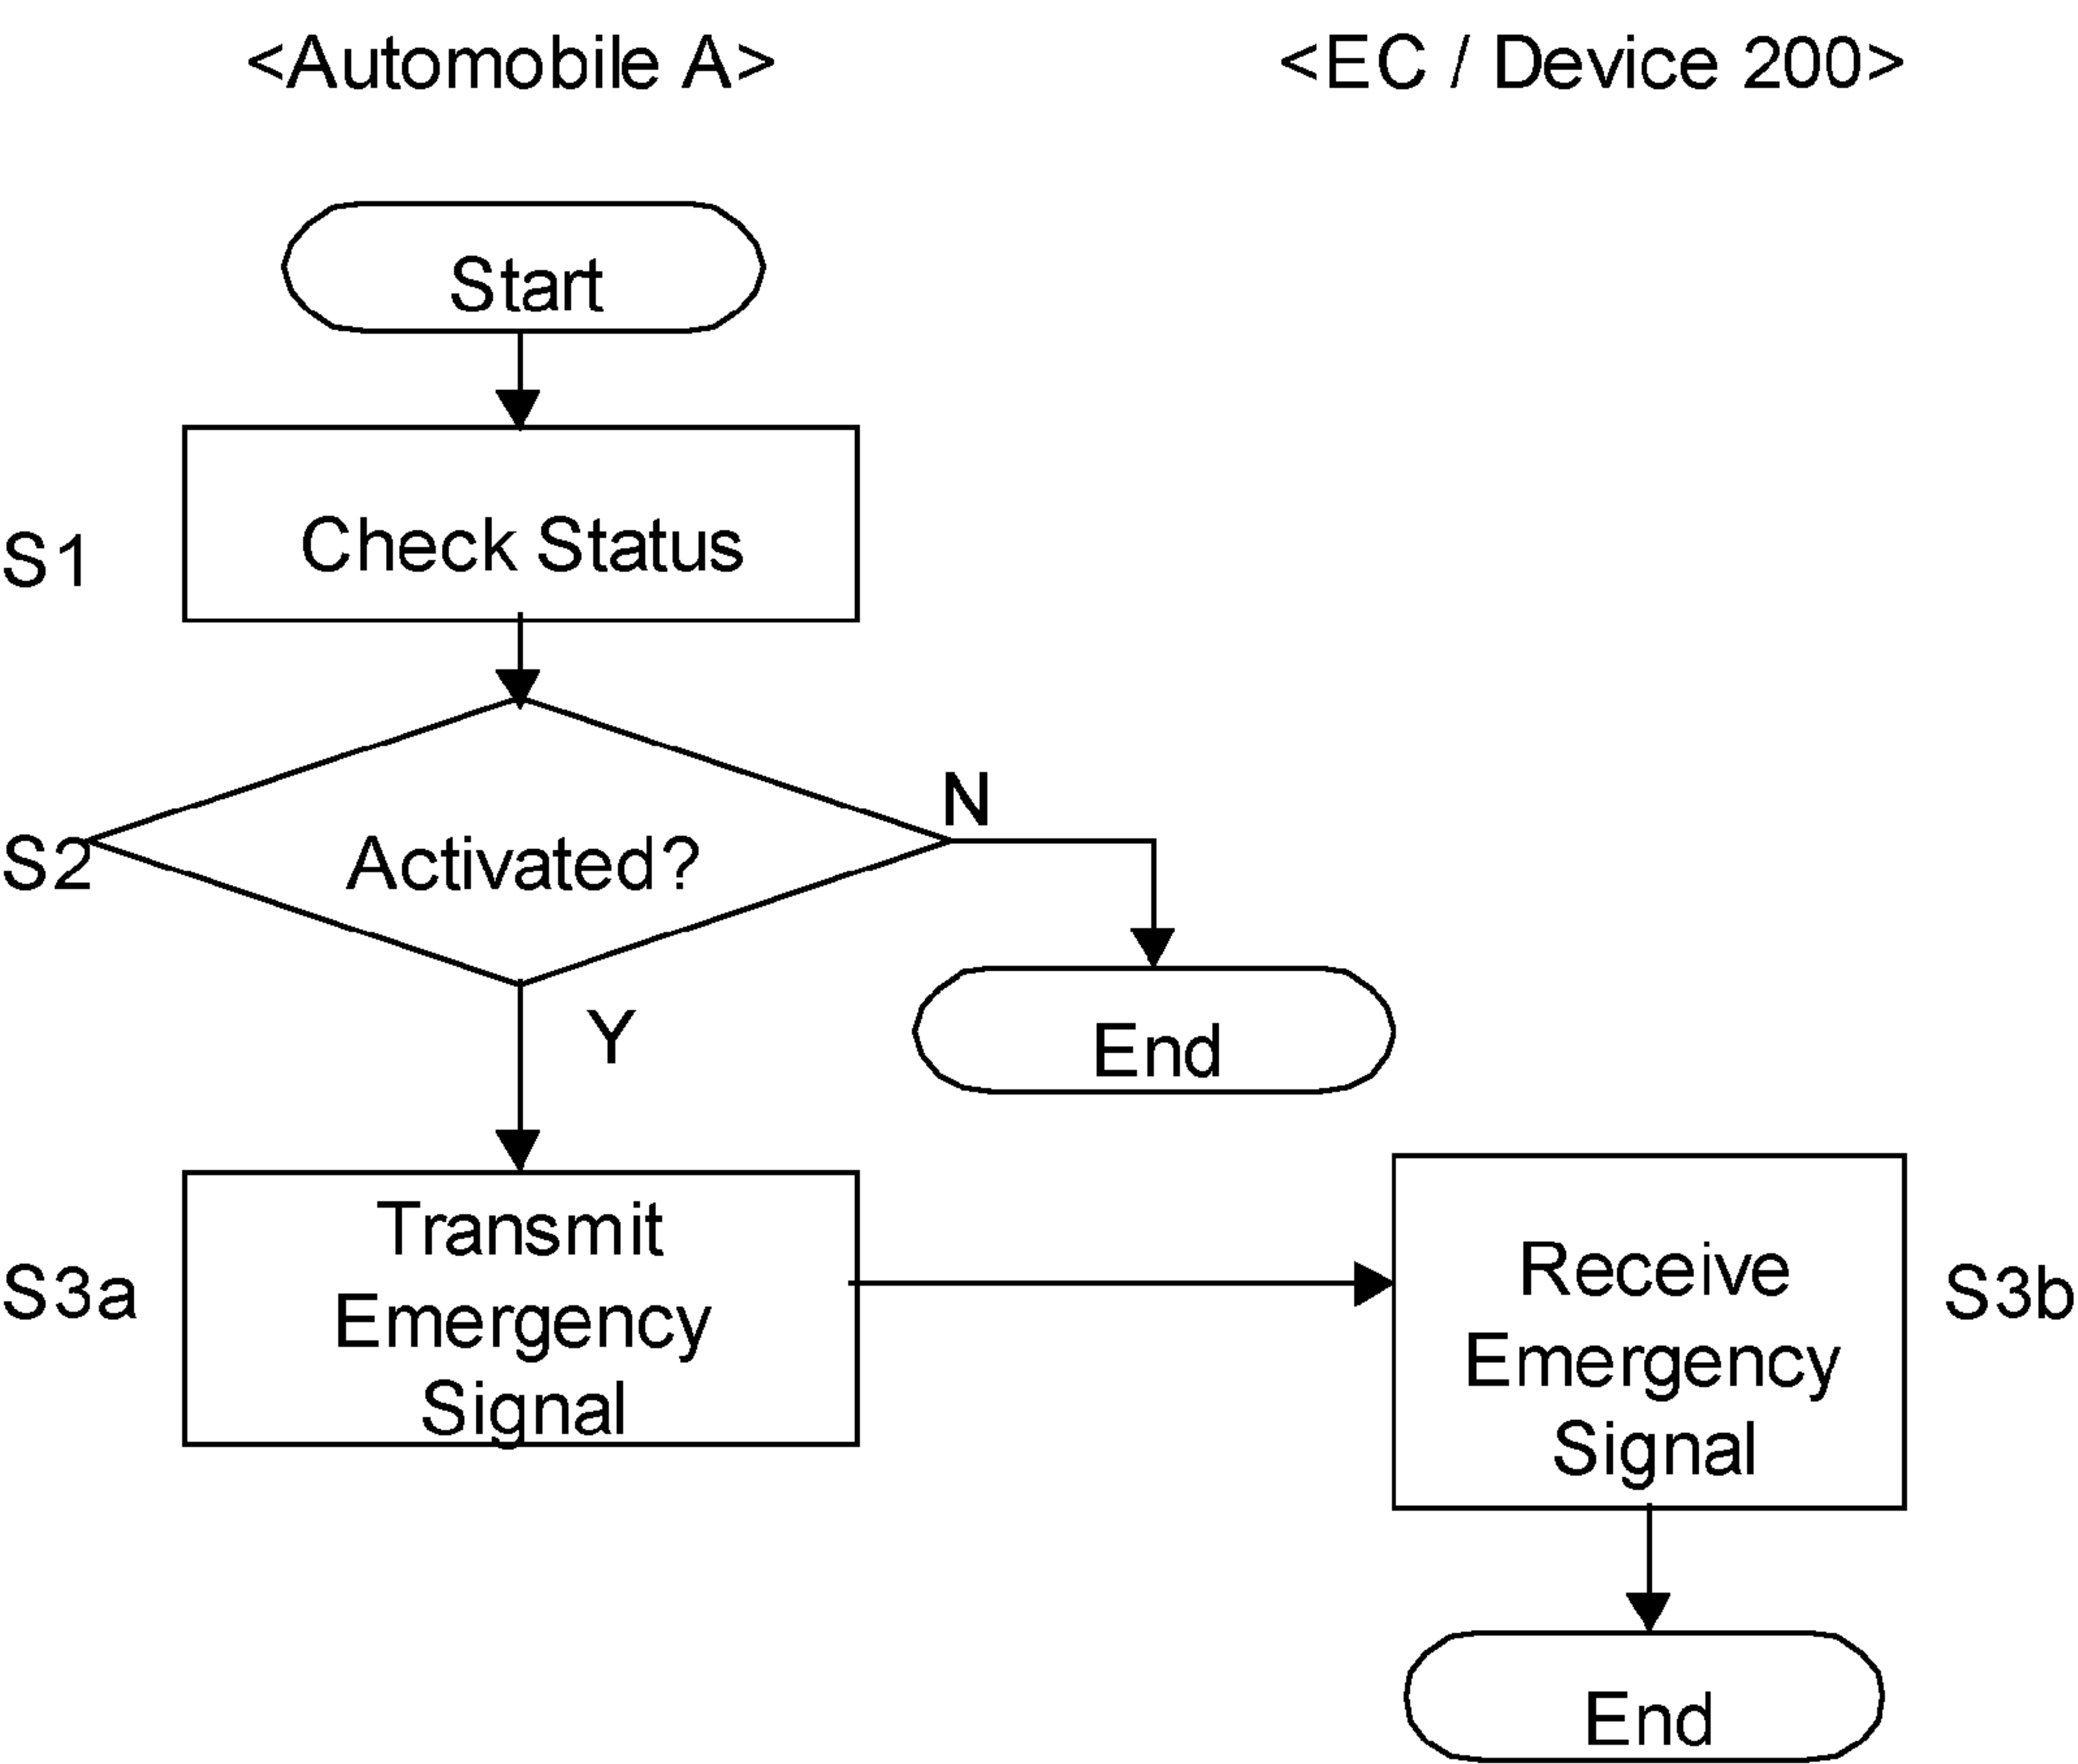 <Automobile A>
<EC / Device 200>
Start
S1
Check Status
S2
Activated?
N
Y
End
S3a
Transmit
Emergency
Signal
Receive
Emergency
Signal
S3b
End